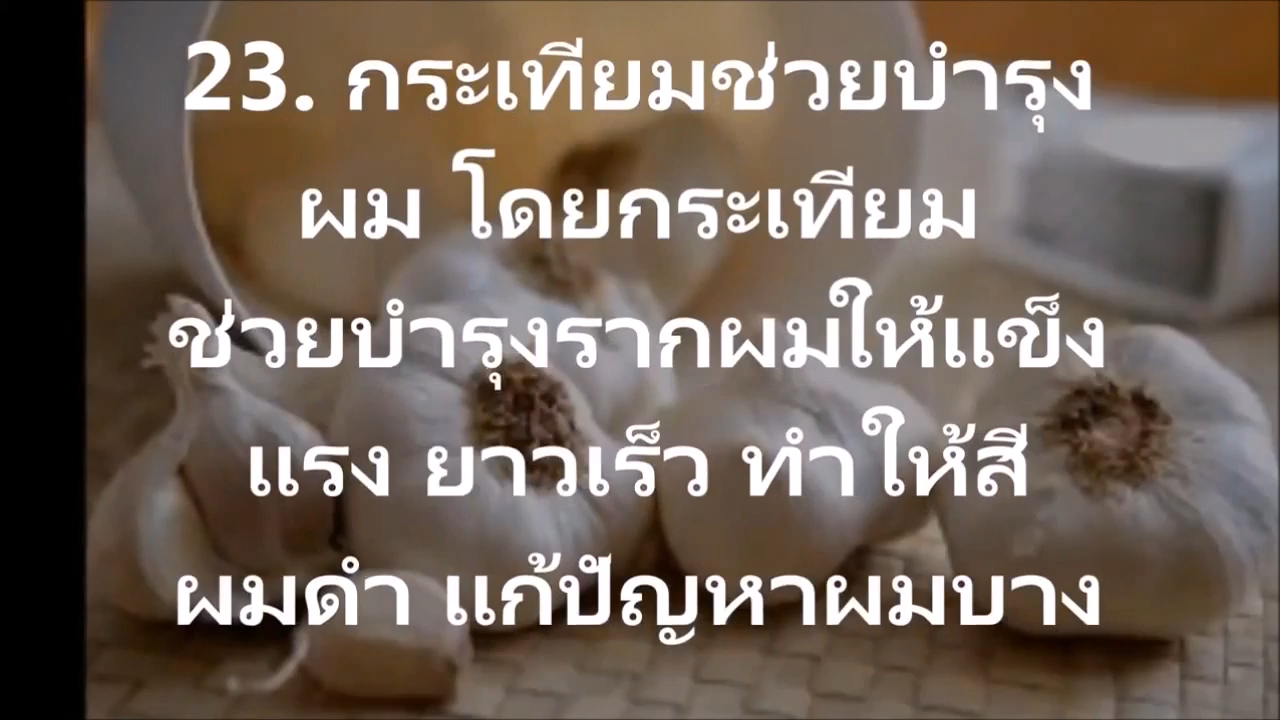 23. กระเทียมช่วยบำรุง
ผม โดยกระเทียม
ช่วยบำรุงรากผมให้แข็ง
แรง ยาวเร็ว ทำให้สี
ผมดำ แก้ปัญหาผมบาง